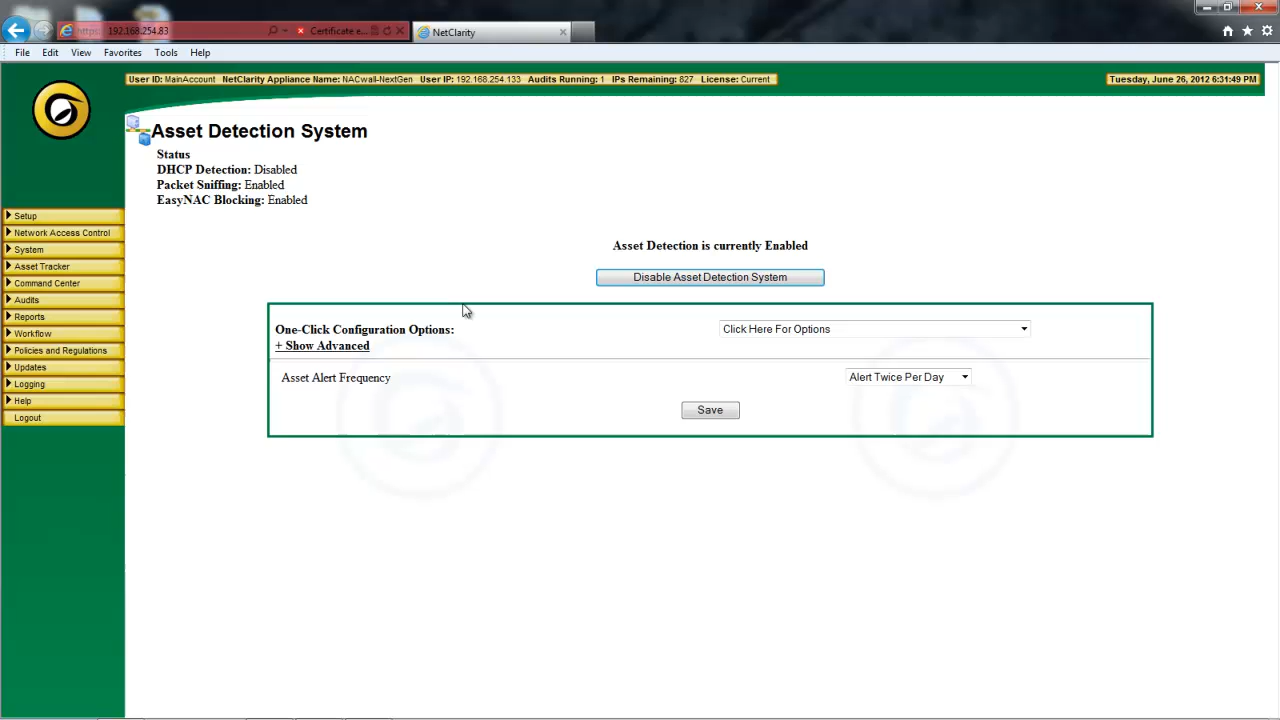 https://192.168.254.83
Certificate e...
NetClarity
File Edit View Favorites Tools Help
User ID: MainAccount NetClarity Appliance Name: NACwall-NextGen User IP: 192.168.254.133 Audits Running: 1 IPs Remaining: 827 License: Current
Tuesday, June 26, 2012 6:31:49 PM
Asset Detection System
Status
DHCP Detection: Disabled
Packet Sniffing: Enabled
EasyNAC Blocking: Enabled
Setup
Network Access Control
System
Asset Tracker
Command Center
Audits
Reports
Workflow
Policies and Regulations
Updates
Logging
Help
Logout
Asset Detection is currently Enabled
Disable Asset Detection System
One-Click Configuration Options: Click Here For Options
+ Show Advanced
Asset Alert Frequency Alert Twice Per Day
Save